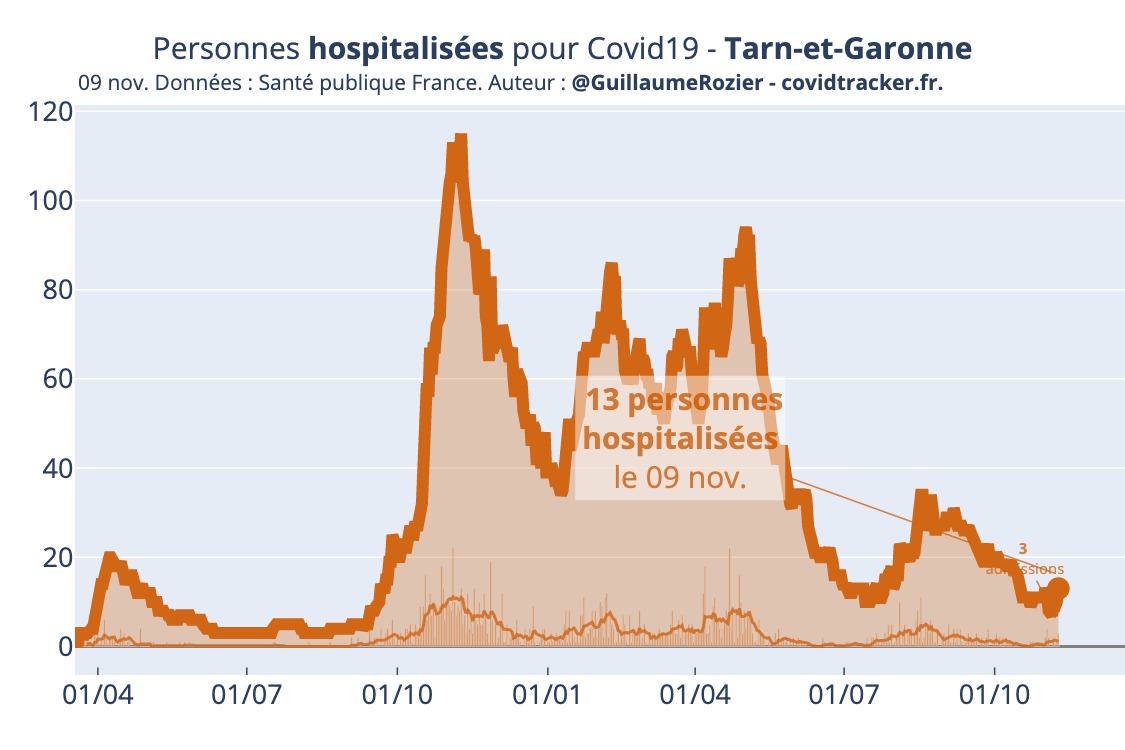 Personnes hospitalisées pour Covid19 - Tarn-et-Garonne
09 nov. Données : Santé publique France. Auteur : @GuillaumeRozier - covidtracker.fr.
120
100
80
60
40
20
0
13 personnes
hospitalisées
le 09 nov.
3
admissions
01/04
01/07
01/10
01/01
01/04
01/07
01/10